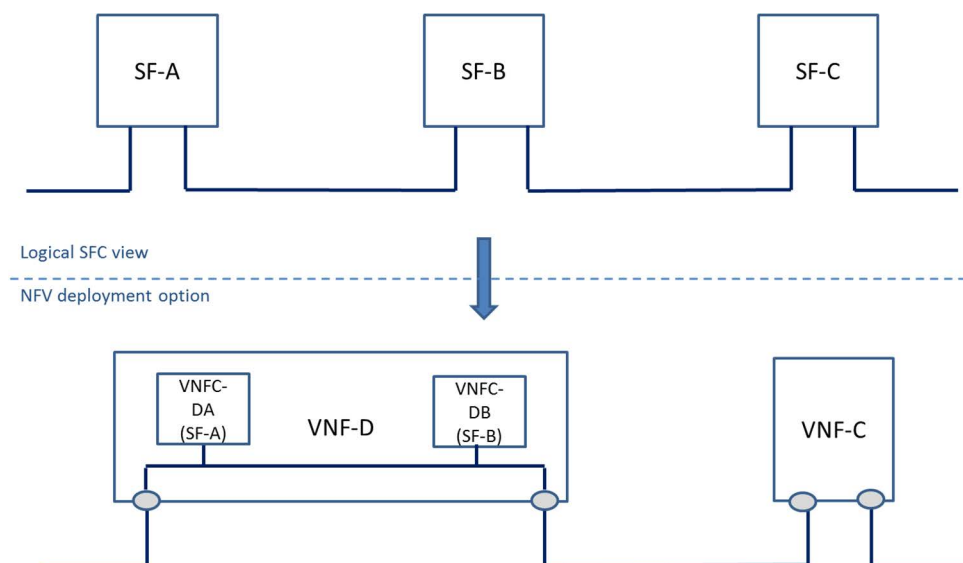 SF-A
SF-B
SF-C
Logical SFC view
NFV deployment option
VNFC-
DA
(SF-A)
VNF-D
VNFC-
DB
(SF-B)
VNF-C